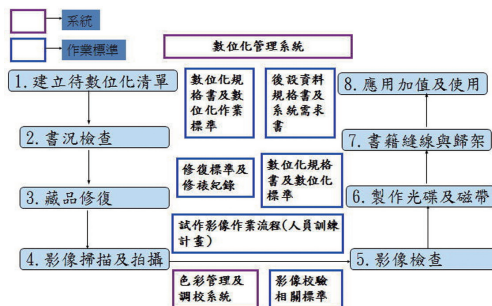 系統
作業標準
數位化管理系統
1.建立待數位化清單
數位化規
格書及數
位化作業
標準
後設資料
規格書及
系統需求
書
8.應用加值及使用
2.書況檢查
7.書籍縫線與歸架
修復標準及
修裱紀錄
數位化規格
書及數位化
標準
3.藏品修復
6.製作光碟及磁帶
試作影像作業流程(人員訓練
計畫)
4.影像掃描及拍攝
5.影像檢查
色彩管理及
調校系統
影像校驗
相關標準